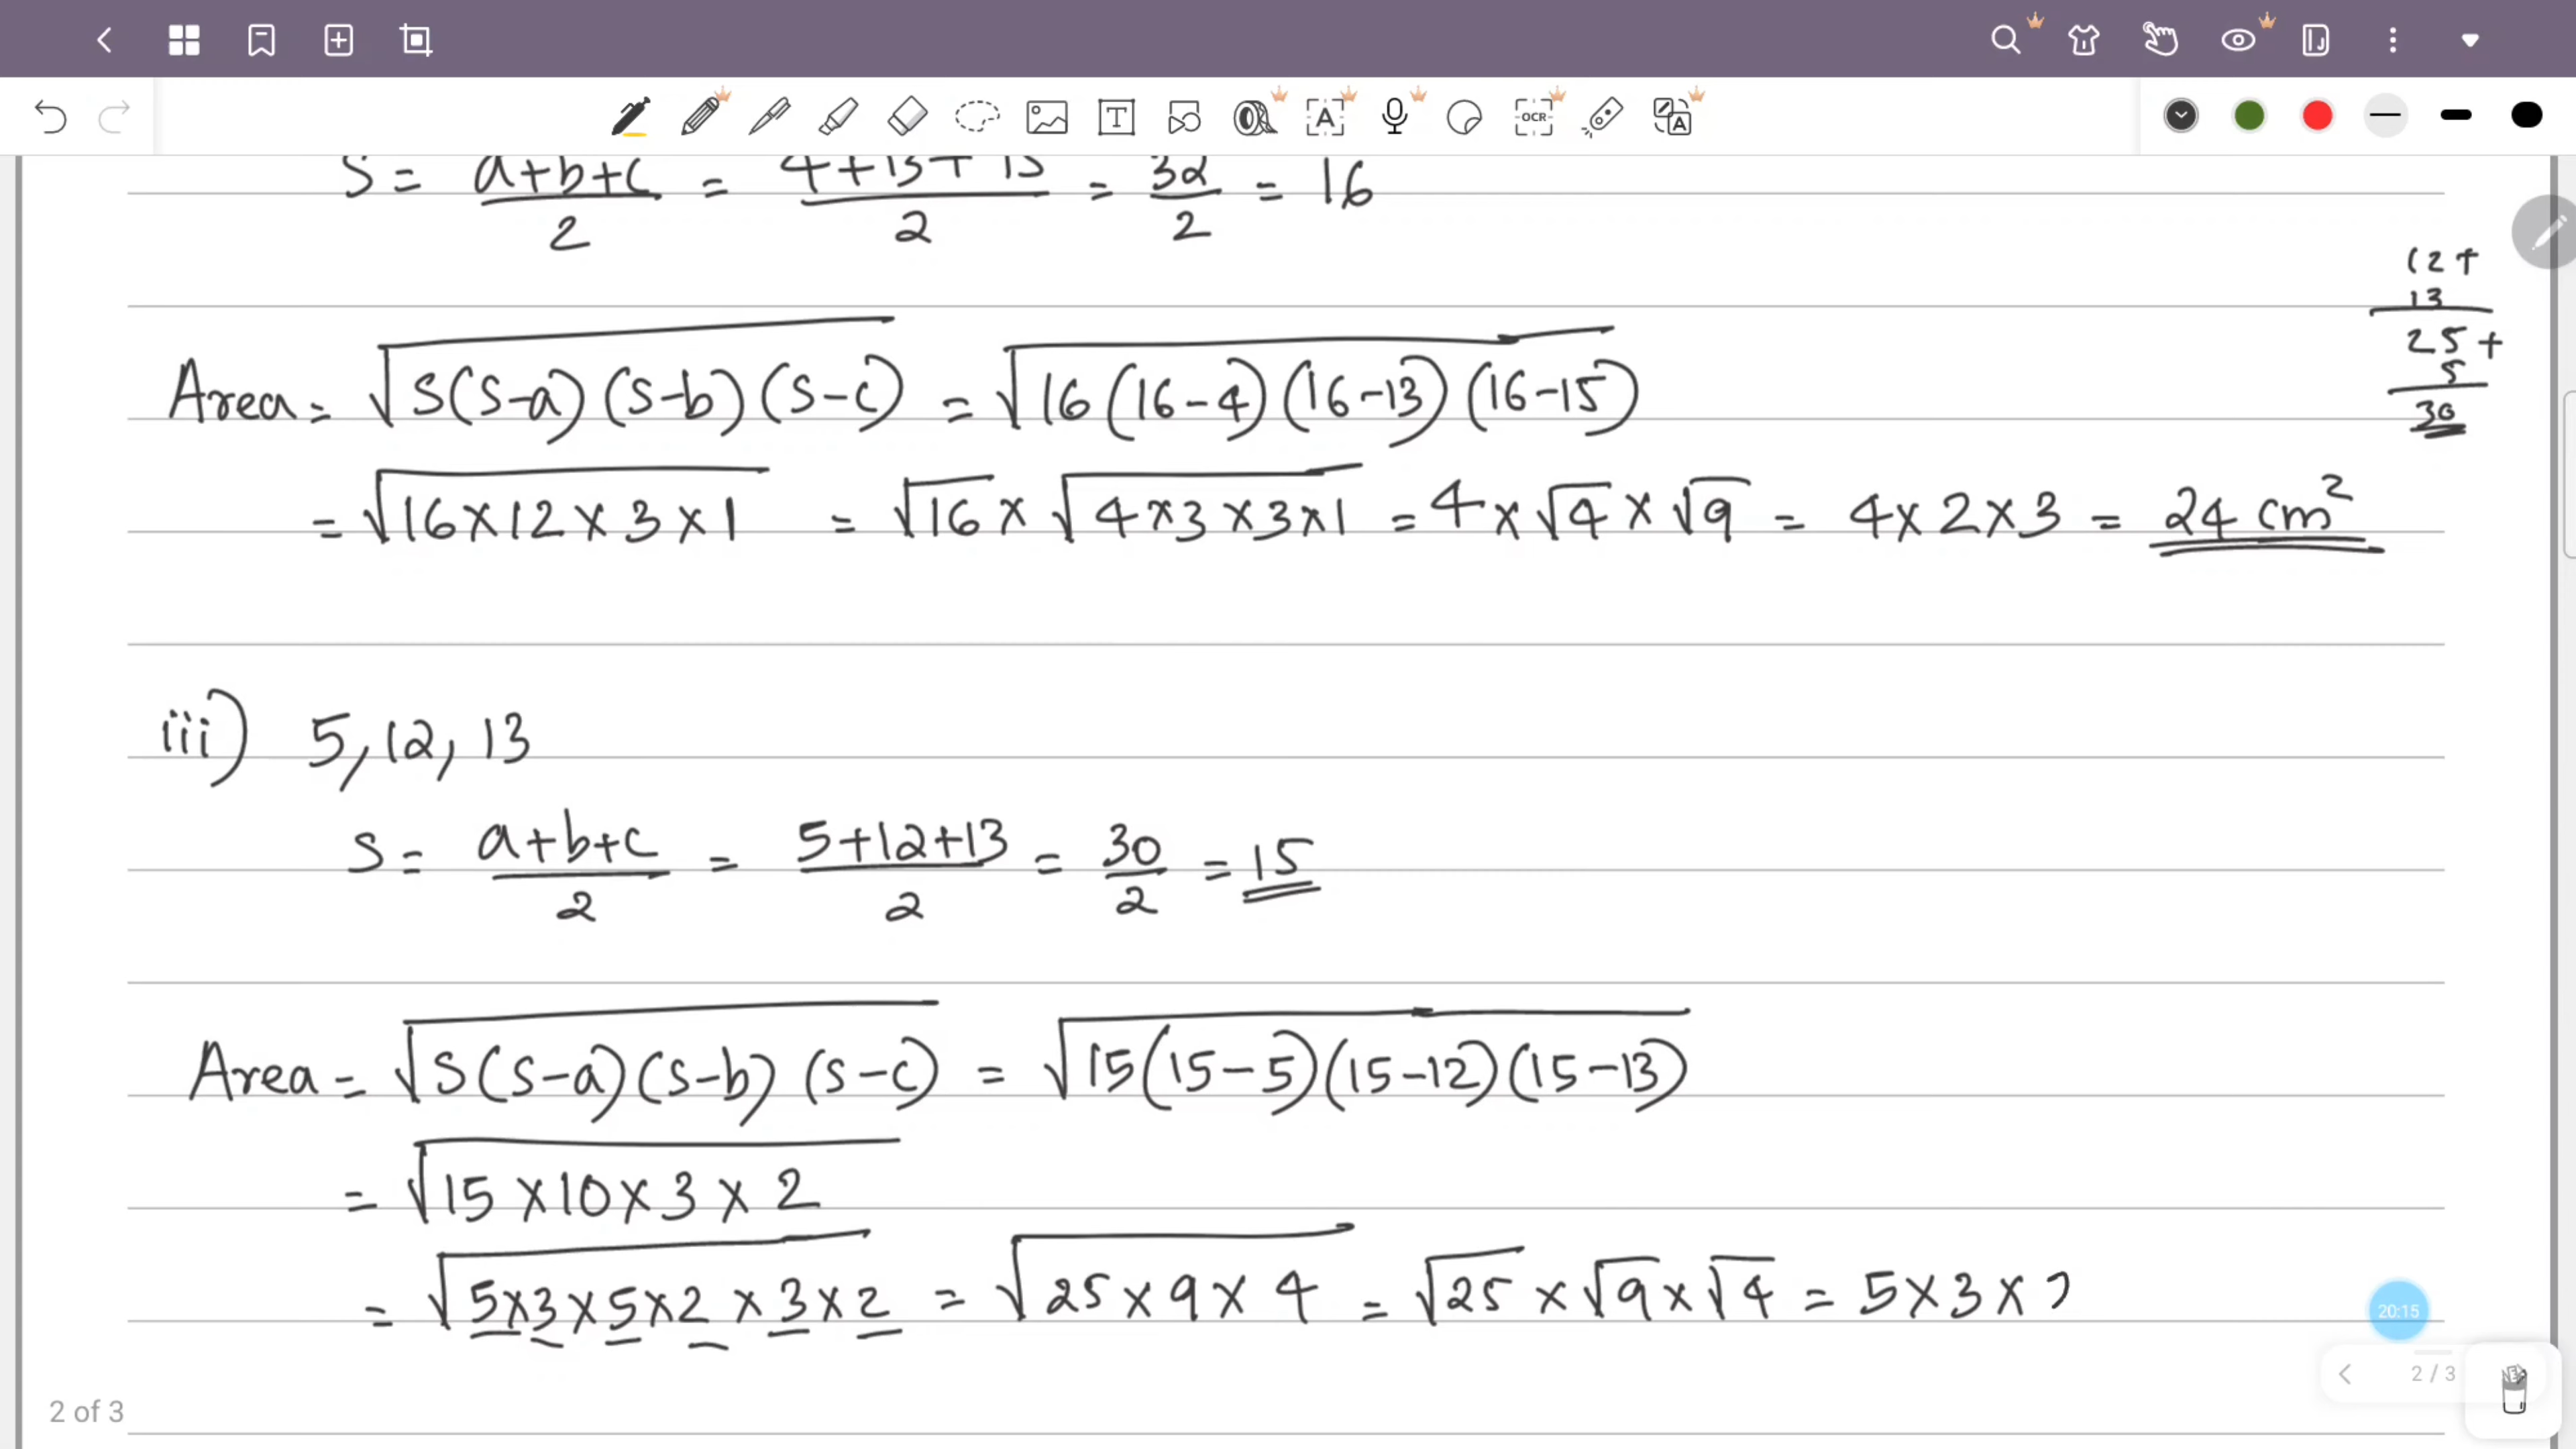 S = a+b+c/2 = 4+13+15/2 = 32/2 = 16
12+
13
25+
5
30
Area = √S(S-a)(S-b)(S-c) = √16(16-4)(16-13)(16-15)
= √16×12×3×1 = √16 × √4×3×3×1 = 4×√4×√9 = 4×2×3 = 24 cm²
iii) 5,12,13
S = a+b+c/2 = 5+12+13/2 = 30/2 = 15
Area = √S(S-a)(S-b)(S-c) = √15(15-5)(15-12)(15-13)
= √15×10×3×2
= √5×3×5×2×3×2 = √25×9×4 = √25×√9×√4 = 5×3×
20:15
2 / 3
2 of 3